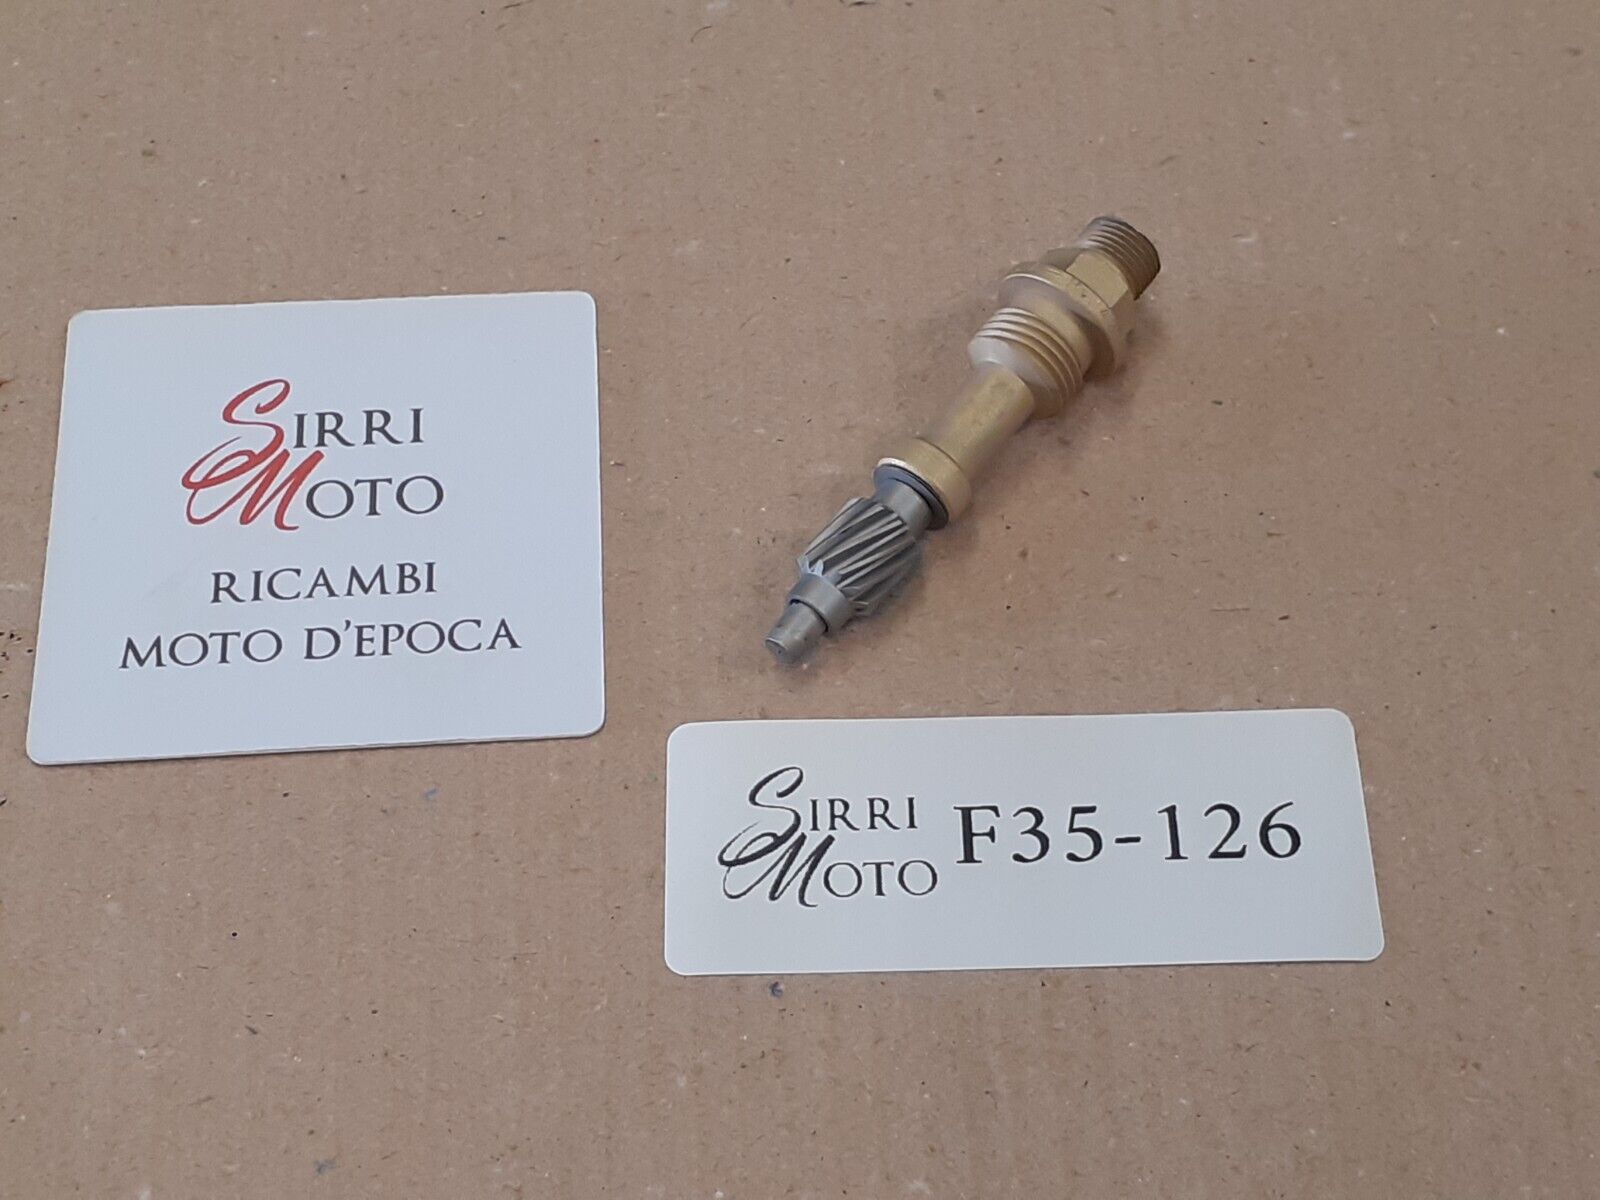 SIRRI
MOTO
RICAMBI
MOTO D'EPOCA
SIRRI
MOTO
F35-126